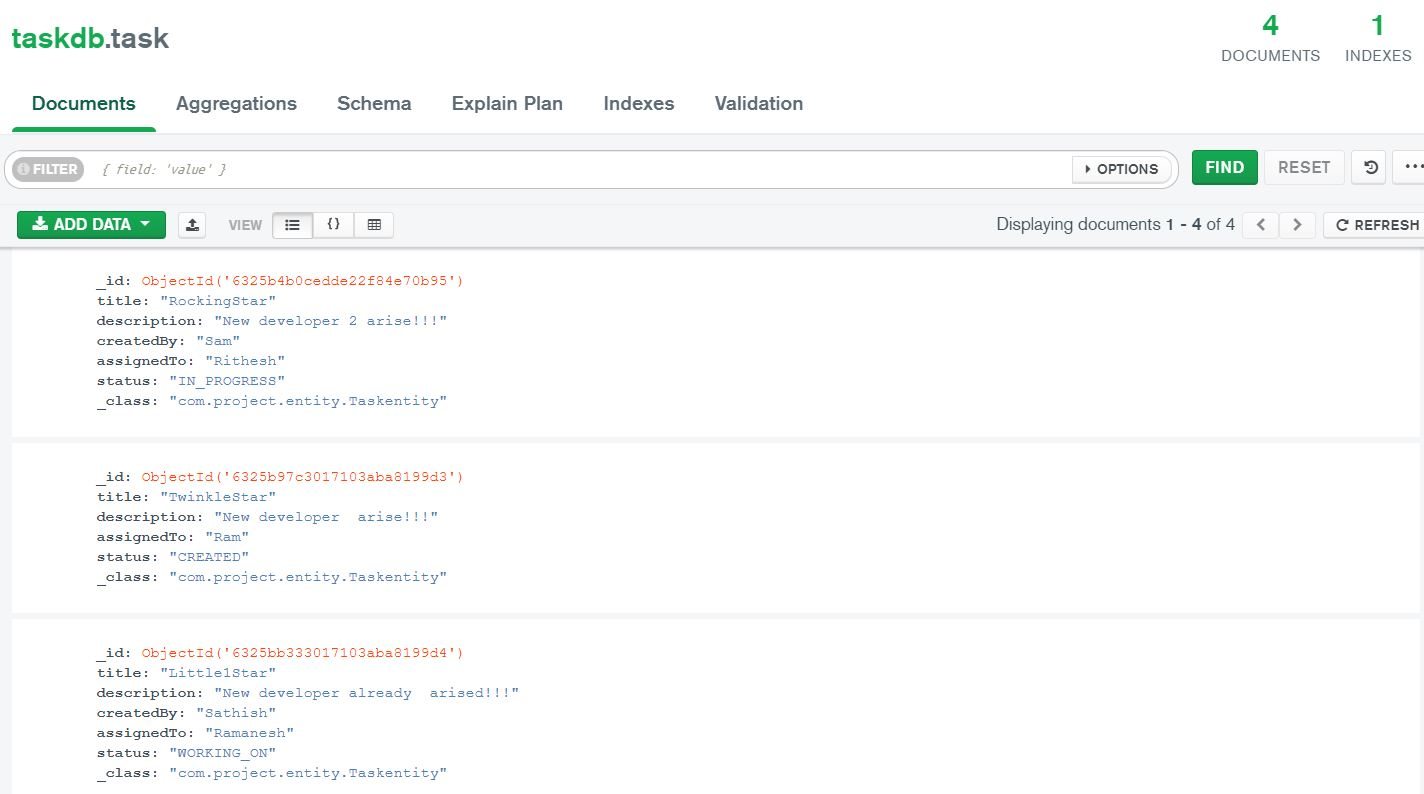 taskdb.task
4
DOCUMENTS
1
INDEXES
Documents Aggregations Schema Explain Plan Indexes Validation
FILTER { field: 'value' } OPTIONS FIND RESET ...
ADD DATA VIEW {} Displaying documents 1 - 4 of 4 < > REFRESH
_id: ObjectId('6325b4b0cedde22f84e70b95')
title: "RockingStar"
description: "New developer 2 arise!!!"
createdBy: "Sam"
assignedTo: "Rithesh"
status: "IN_PROGRESS"
_class: "com.project.entity.Taskentity"
_id: ObjectId('6325b97c3017103aba8199d3')
title: "TwinkleStar"
description: "New developer  arise!!!"
assignedTo: "Ram"
status: "CREATED"
_class: "com.project.entity.Taskentity"
_id: ObjectId('6325bb333017103aba8199d4')
title: "Little1Star"
description: "New developer already  arised!!!"
createdBy: "Sathish"
assignedTo: "Ramanesh"
status: "WORKING_ON"
_class: "com.project.entity.Taskentity"